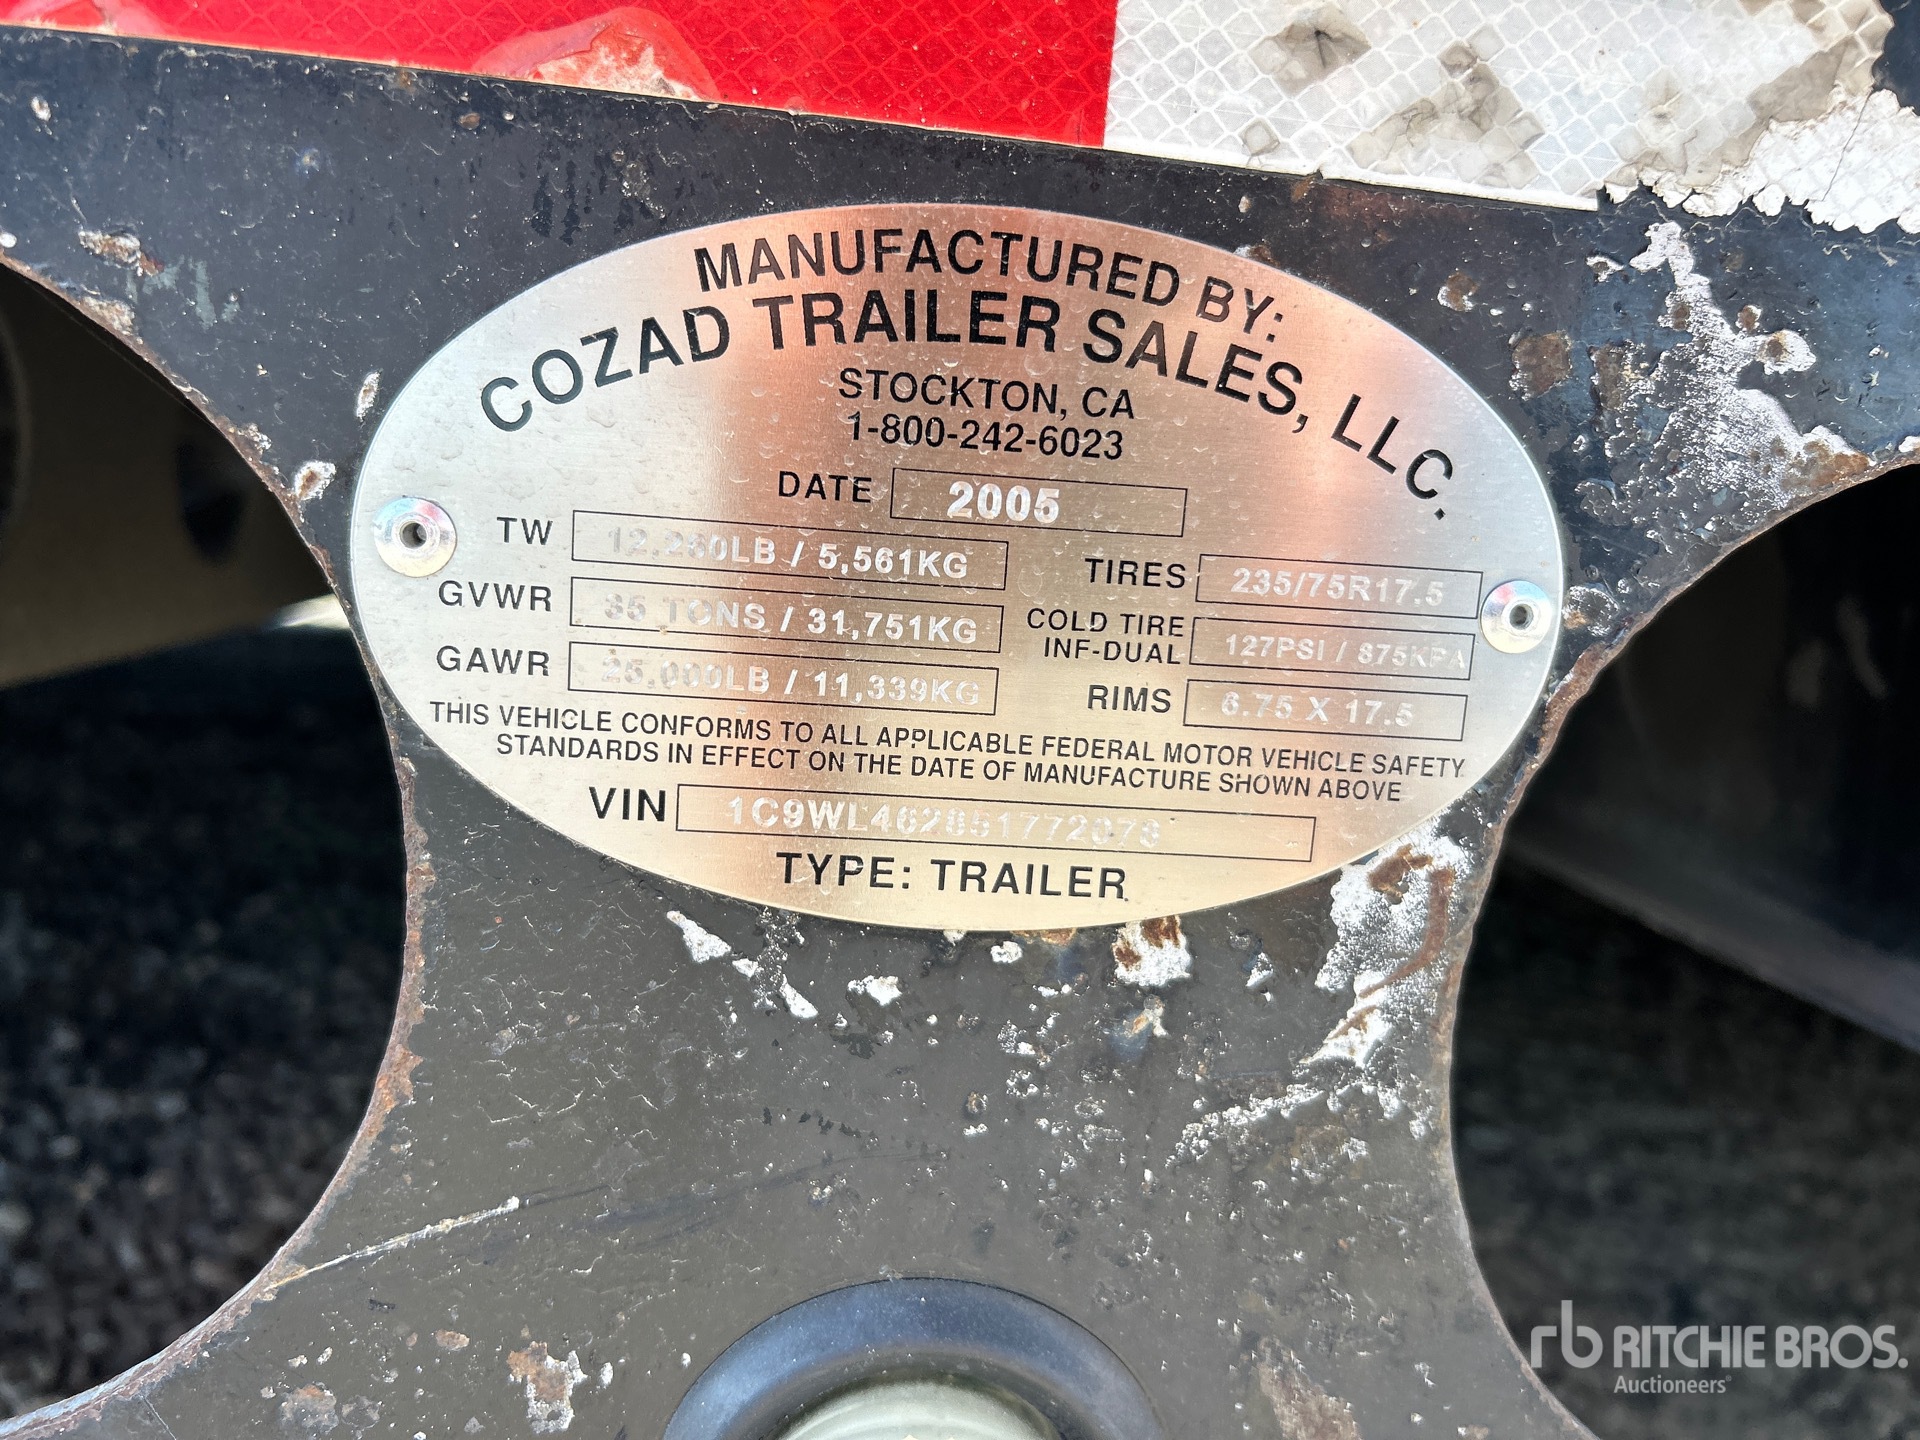 MANUFACTURED BY:
COZAD TRAILER SALES, LLC.
STOCKTON, CA
1-800-242-6023
DATE 2005
TW 12,260LB / 5,561KG
GVWR 35 TONS / 31,751KG
GAWR 25,000LB / 11,339KG
TIRES 235/75R17.5
COLD TIRE
INF-DUAL 127PSI / 875KPA
RIMS 6.75 X 17.5
THIS VEHICLE CONFORMS TO ALL APPLICABLE FEDERAL MOTOR VEHICLE SAFETY
STANDARDS IN EFFECT ON THE DATE OF MANUFACTURE SHOWN ABOVE
VIN 1C9WL462851772078
TYPE: TRAILER
rb RITCHIE BROS.
Auctioneers